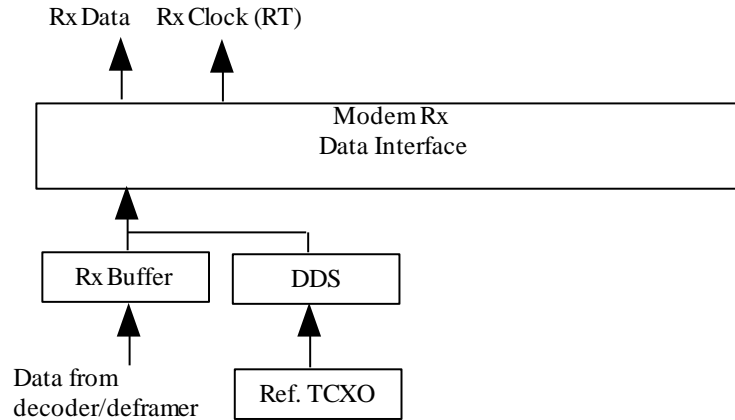 Rx Data Rx Clock (RT)
Modem Rx
Data Interface
Rx Buffer DDS
Data from
decoder/deframer
Ref. TCXO